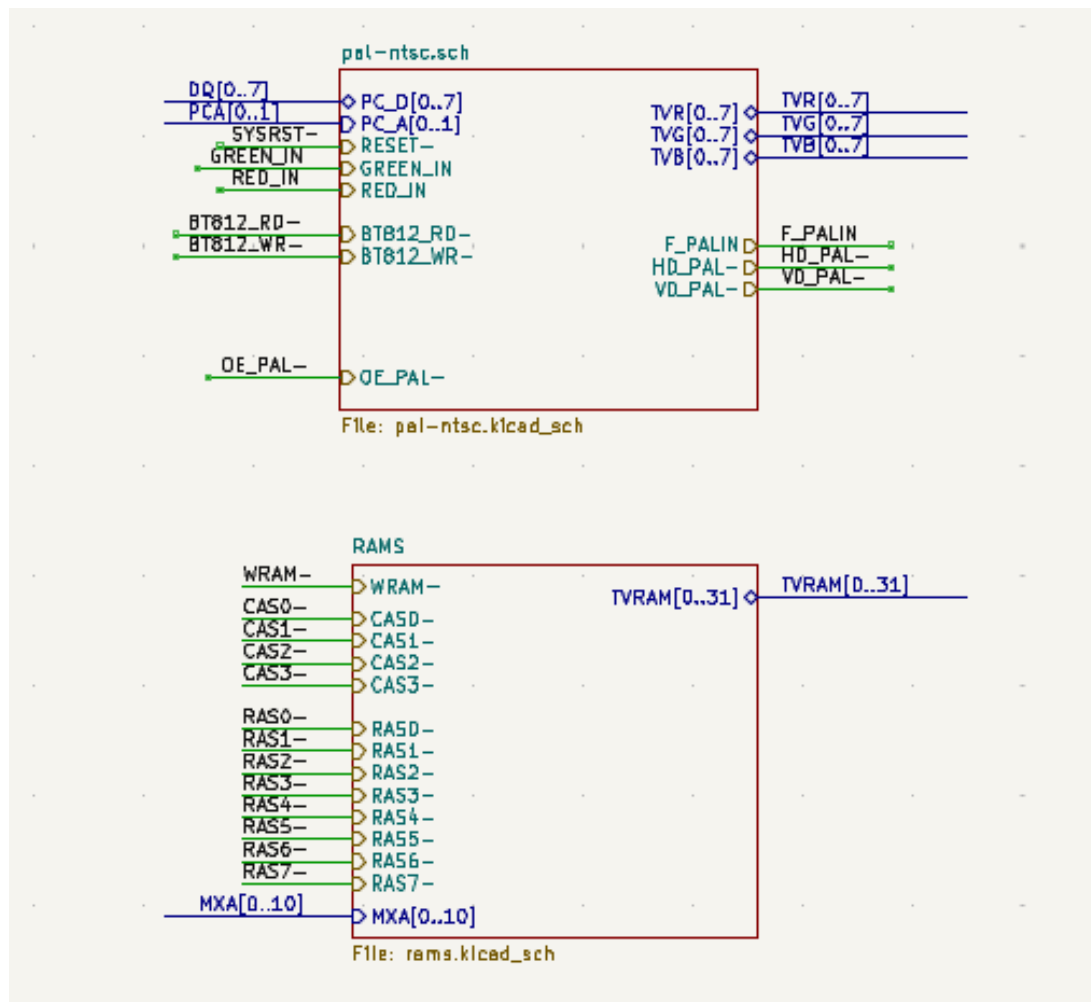 pal-ntsc.sch
DQ[0..7]
PC_D[0..7]
PCA[0..1]
PC_A[0..1]
SYSRST-
RESET-
GREEN_IN
GREEN_IN
RED_IN
RED_IN
BT812_RD-
BT812_RD-
BT812_WR-
BT812_WR-
OE_PAL-
OE_PAL-
TVR[0..7]
TVR[0..7]
TVG[0..7]
TVG[0..7]
TVB[0..7]
TVB[0..7]
F_PALIN
F_PALIN
HD_PAL-
HD_PAL-
VD_PAL-
VD_PAL-
File: pal-ntsc.kicad_sch
RAMS
WRAM-
WRAM-
CAS0-
CAS0-
CAS1-
CAS1-
CAS2-
CAS2-
CAS3-
CAS3-
RAS0-
RAS0-
RAS1-
RAS1-
RAS2-
RAS2-
RAS3-
RAS3-
RAS4-
RAS4-
RAS5-
RAS5-
RAS6-
RAS6-
RAS7-
RAS7-
MXA[0..10]
MXA[0..10]
TVRAM[0..31]
TVRAM[0..31]
File: rams.kicad_sch